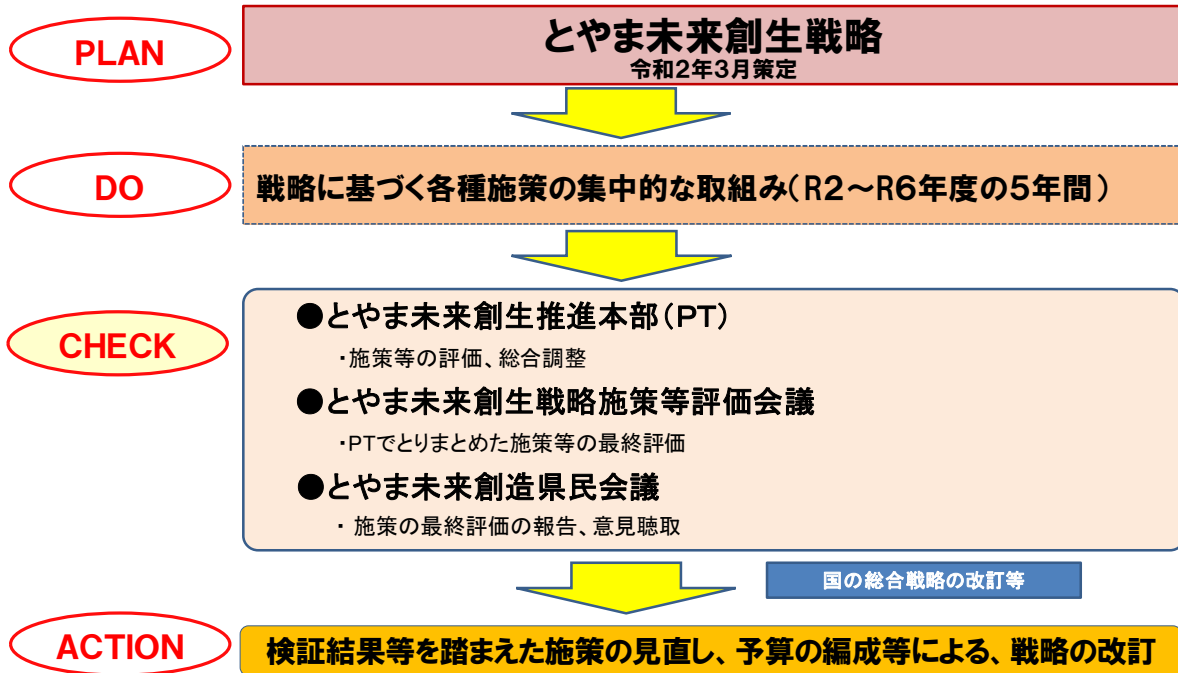 PLAN
とやま未来創生戦略
令和2年3月策定
DO
戦略に基づく各種施策の集中的な取組み(R2~R6年度の5年間)
CHECK
●とやま未来創生推進本部(PT)
・施策等の評価、総合調整
●とやま未来創生戦略施策等評価会議
・PTでとりまとめた施策等の最終評価
●とやま未来創造県民会議
・ 施策の最終評価の報告、意見聴取
国の総合戦略の改訂等
ACTION
検証結果等を踏まえた施策の見直し、予算の編成等による、戦略の改訂